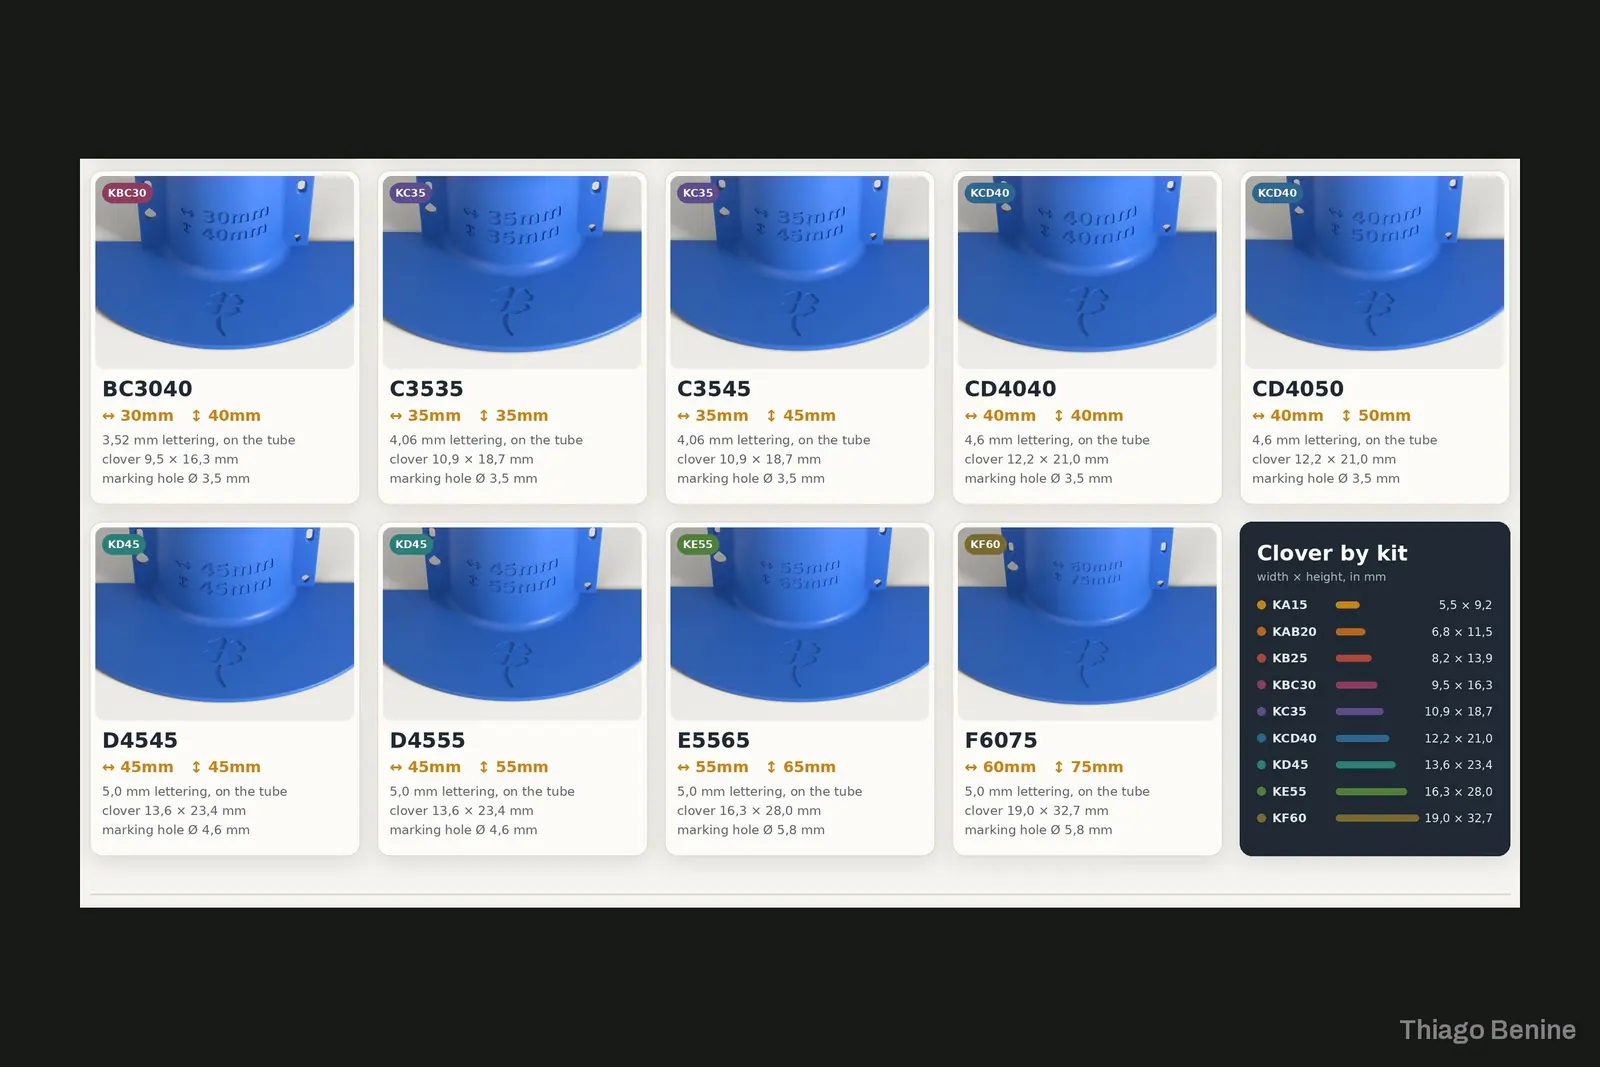 KBC30
↔ 30mm
↕ 40mm
BC3040
↔ 30mm ↕ 40mm
3,52 mm lettering, on the tube
clover 9,5 × 16,3 mm
marking hole Ø 3,5 mm
KC35
↔ 35mm
↕ 35mm
C3535
↔ 35mm ↕ 35mm
4,06 mm lettering, on the tube
clover 10,9 × 18,7 mm
marking hole Ø 3,5 mm
KC35
↔ 35mm
↕ 45mm
C3545
↔ 35mm ↕ 45mm
4,06 mm lettering, on the tube
clover 10,9 × 18,7 mm
marking hole Ø 3,5 mm
KCD40
↔ 40mm
↕ 40mm
CD4040
↔ 40mm ↕ 40mm
4,6 mm lettering, on the tube
clover 12,2 × 21,0 mm
marking hole Ø 3,5 mm
KCD40
↔ 40mm
↕ 50mm
CD4050
↔ 40mm ↕ 50mm
4,6 mm lettering, on the tube
clover 12,2 × 21,0 mm
marking hole Ø 3,5 mm
KD45
↔ 45mm
↕ 45mm
D4545
↔ 45mm ↕ 45mm
5,0 mm lettering, on the tube
clover 13,6 × 23,4 mm
marking hole Ø 4,6 mm
KD45
↔ 45mm
↕ 55mm
D4555
↔ 45mm ↕ 55mm
5,0 mm lettering, on the tube
clover 13,6 × 23,4 mm
marking hole Ø 4,6 mm
KE55
↔ 55mm
↕ 65mm
E5565
↔ 55mm ↕ 65mm
5,0 mm lettering, on the tube
clover 16,3 × 28,0 mm
marking hole Ø 5,8 mm
KF60
↔ 60mm
↕ 75mm
F6075
↔ 60mm ↕ 75mm
5,0 mm lettering, on the tube
clover 19,0 × 32,7 mm
marking hole Ø 5,8 mm
Clover by kit
width × height, in mm
KA15 5,5 × 9,2
KAB20 6,8 × 11,5
KB25 8,2 × 13,9
KBC30 9,5 × 16,3
KC35 10,9 × 18,7
KCD40 12,2 × 21,0
KD45 13,6 × 23,4
KE55 16,3 × 28,0
KF60 19,0 × 32,7
Thiago Benine